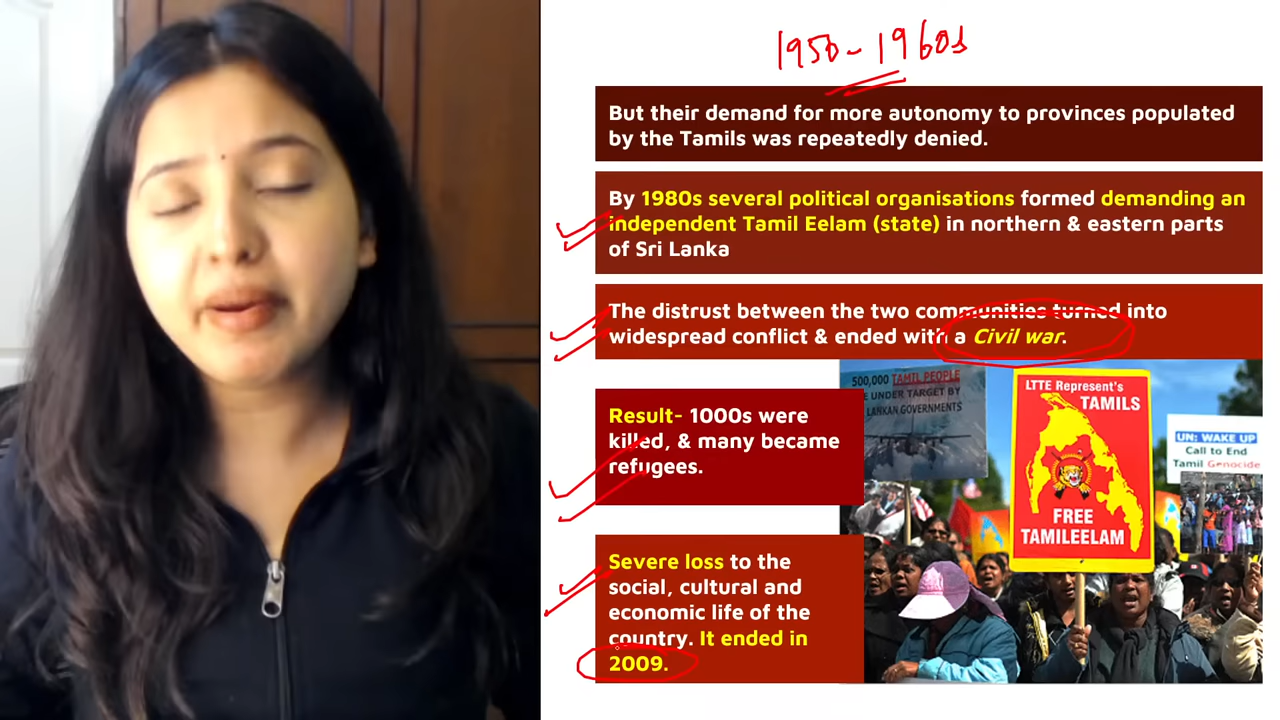 1950-1960s
But their demand for more autonomy to provinces populated
by the Tamils was repeatedly denied.
By 1980s several political organisations formed demanding an
independent Tamil Eelam (state) in northern & eastern parts
of Sri Lanka
The distrust between the two communities turned into
widespread conflict & ended with a Civil war.
Result- 1000s were
killed, & many became
refugees.
Severe loss to the
social, cultural and
economic life of the
country. It ended in
2009.
500,000 TAMIL PEOPLE
UNDER TARGET BY
LANKAN GOVERNMENTS
LTTE Represent's
TAMILS
FREE
TAMILEELAM
UN: WAKE UP
Call to End
Tamil Genocide